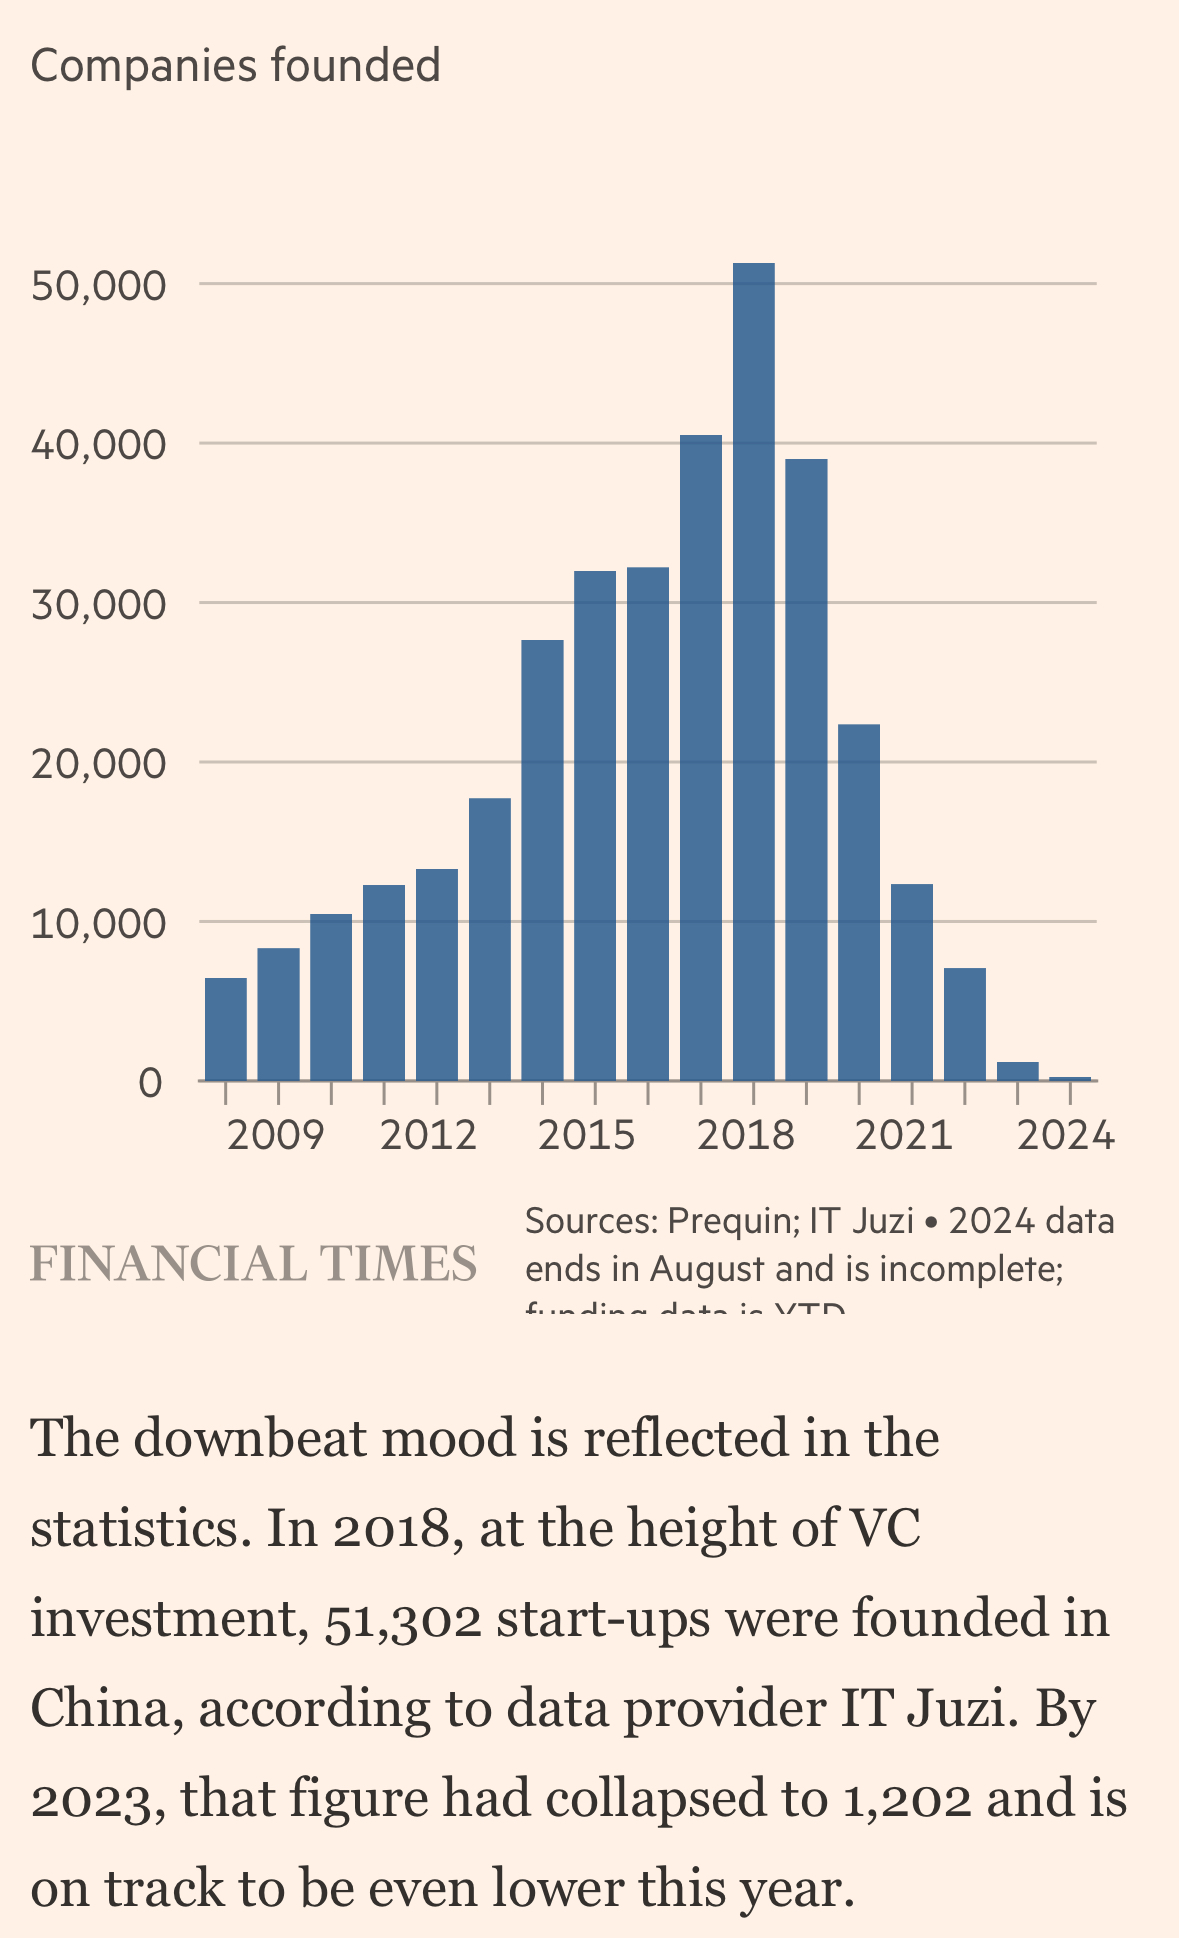 Companies founded
50,000
40,000
30,000
20,000
10,000
0
2009 2012 2015 2018 2021 2024
FINANCIAL TIMES
Sources: Prequin; IT Juzi • 2024 data
ends in August and is incomplete;
funding data is YTD
The downbeat mood is reflected in the
statistics. In 2018, at the height of VC
investment, 51,302 start-ups were founded in
China, according to data provider IT Juzi. By
2023, that figure had collapsed to 1,202 and is
on track to be even lower this year.